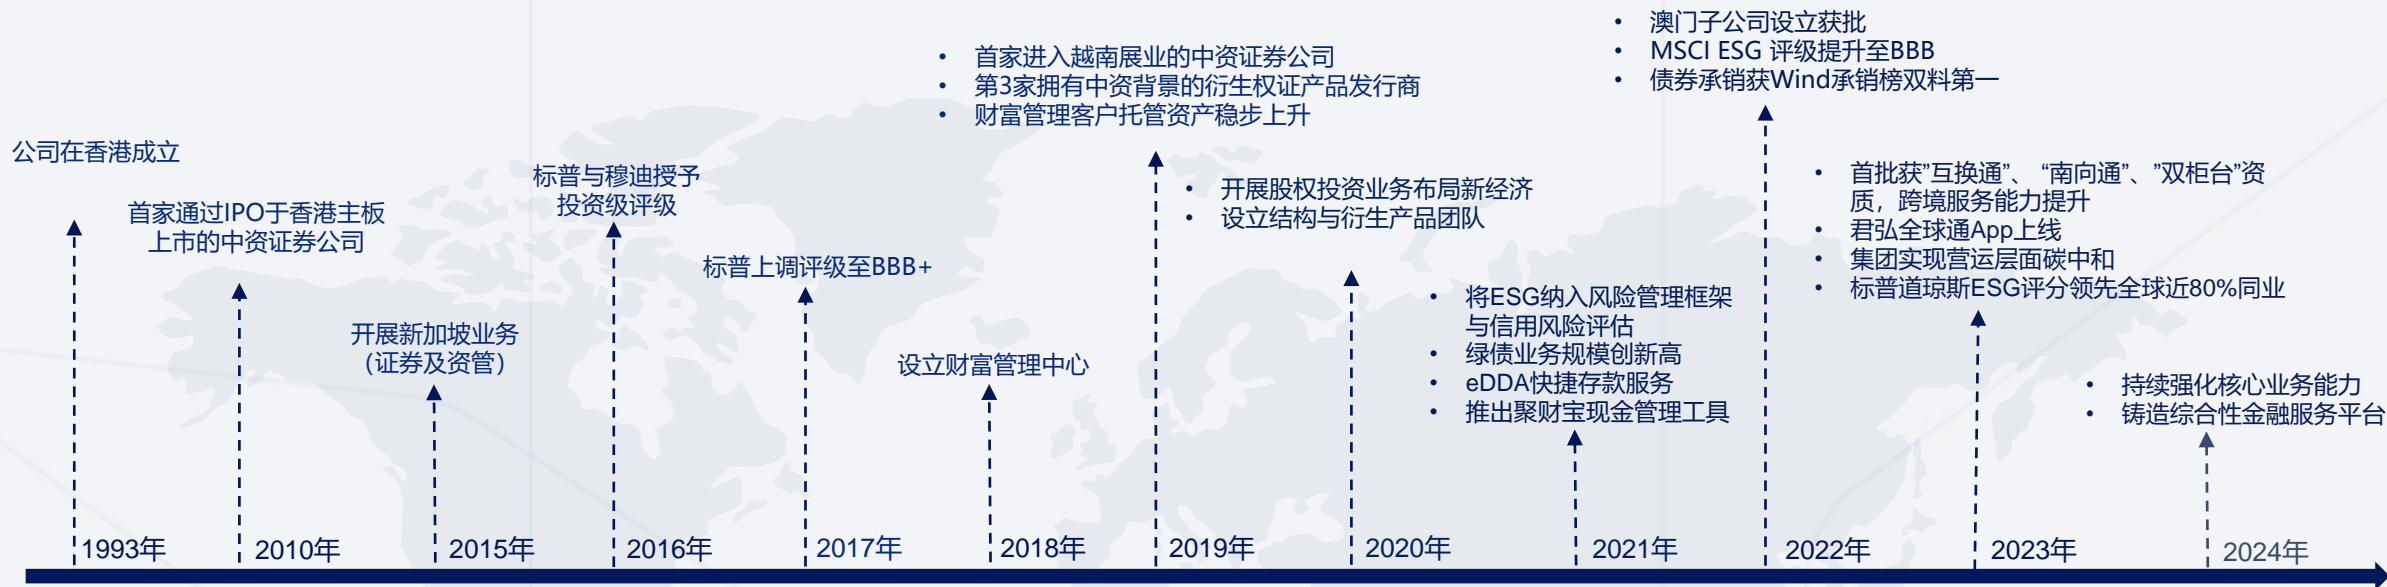 公司在香港成立
1993年
首家通过IPO于香港主板
上市的中资证券公司
2010年
开展新加坡业务
（证券及资管）
2015年
标普与穆迪授予
投资级评级
2016年
标普上调评级至BBB+
2017年
设立财富管理中心
2018年
• 首家进入越南展业的中资证券公司
• 第3家拥有中资背景的衍生权证产品发行商
• 财富管理客户托管资产稳步上升
2019年
• 开展股权投资业务布局新经济
• 设立结构与衍生产品团队
2020年
• 将ESG纳入风险管理框架
与信用风险评估
• 绿债业务规模创新高
• eDDA快捷存款服务
• 推出聚财宝现金管理工具
2021年
• 澳门子公司设立获批
• MSCI ESG 评级提升至BBB
• 债券承销获Wind承销榜双料第一
2022年
• 首批获”互换通”、 “南向通”、”双柜台”资
质，跨境服务能力提升
• 君弘全球通App上线
• 集团实现营运层面碳中和
• 标普道琼斯ESG评分领先全球近80%同业
2023年
• 持续强化核心业务能力
• 铸造综合性金融服务平台
2024年